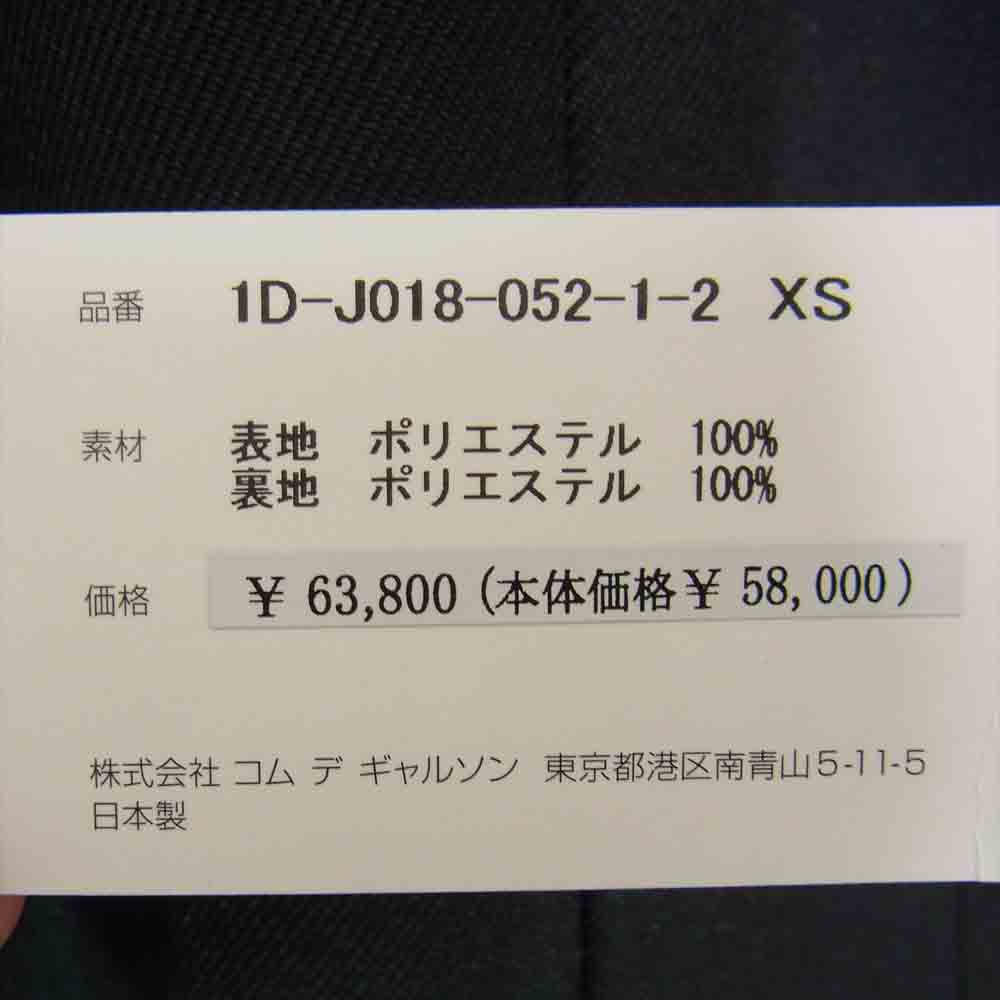 品番 1D-J018-052-1-2 XS
素材 表地 ポリエステル 100%
裏地 ポリエステル 100%
価格 ¥ 63,800 (本体価格¥ 58,000)
株式会社 コム デ ギャルソン 東京都港区南青山5-11-5
日本製